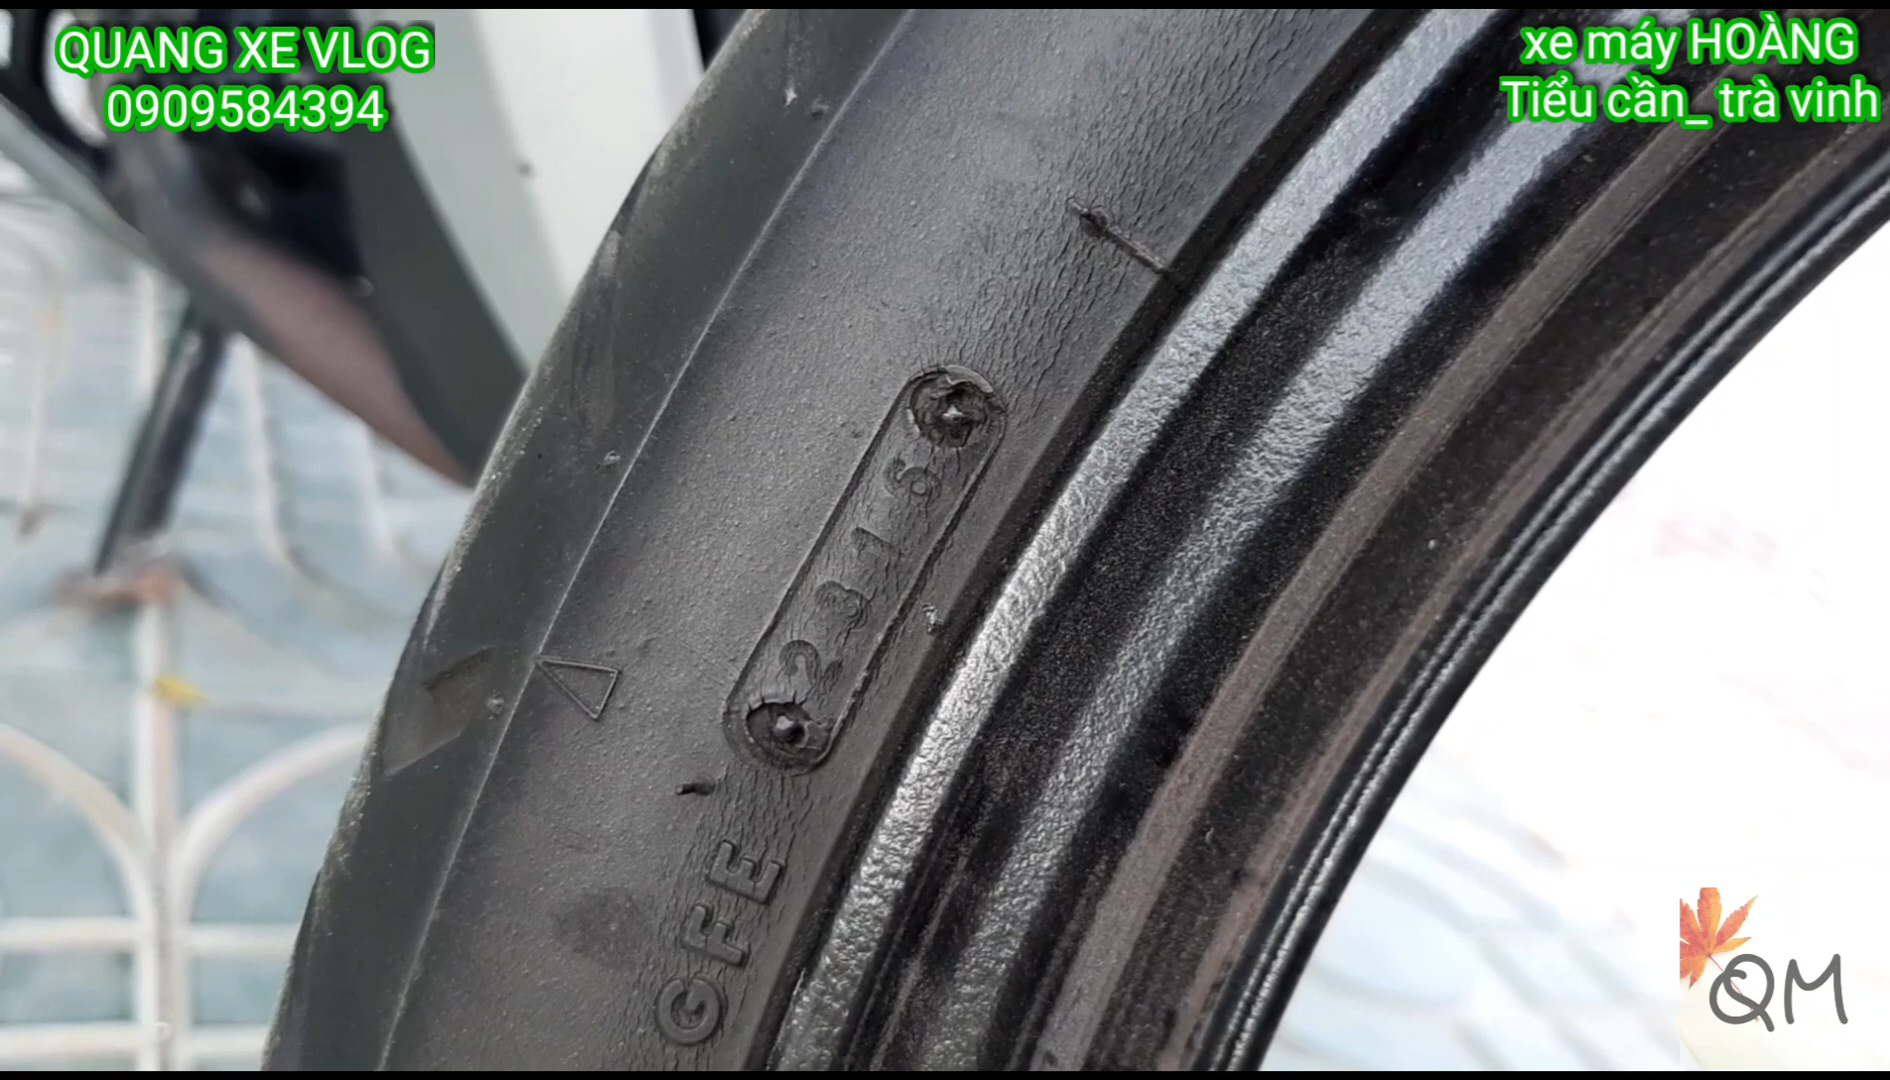 QUANG XE VLOG
0909584394
xe máy HOÀNG
Tiểu cần_ trà vinh
2316
GFE
QM